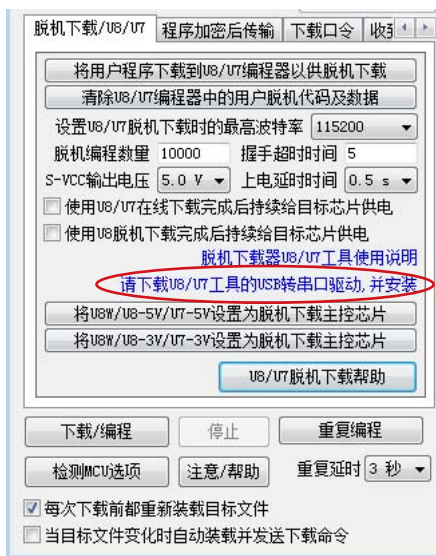 脱机下载/U8/U7 程序加密后传输 下载口令
将用户程序下载到U8/U7编程器以供脱机下载
清除U8/U7编程器中的用户脱机代码及数据
设置U8/U7脱机下载时的最高波特率 115200
脱机编程数量 10000 握手超时时间 5
S-VCC输出电压 5.0 V 上电延时时间 0.5 s
使用U8/U7在线下载完成后持续给目标芯片供电
使用U8脱机下载完成后持续给目标芯片供电
脱机下载器U8/U7工具使用说明
请下载U8/U7工具的USB转串口驱动,并安装
将U8W/U8-5V/U7-5V设置为脱机下载主控芯片
将U8W/U8-3V/U7-3V设置为脱机下载主控芯片
U8/U7脱机下载帮助
下载/编程 停止 重复编程
检测MCU选项 注意/帮助 重复延时 3 秒
每次下载前都重新装载目标文件
当目标文件变化时自动装载并发送下载命令